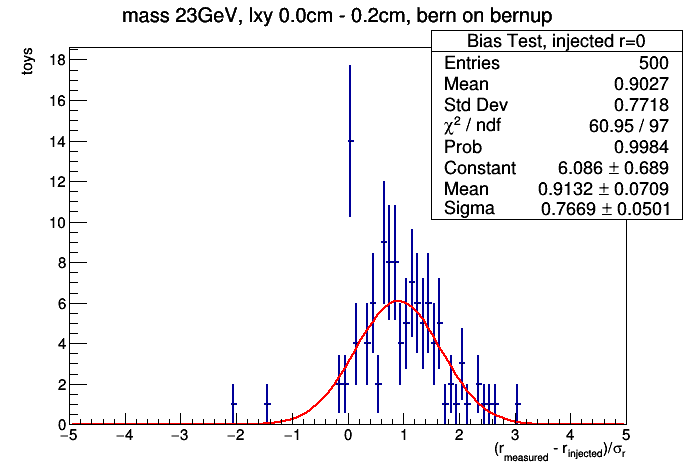 mass 23GeV, lxy 0.0cm - 0.2cm, bern on bernup
Bias Test, injected r=0
Entries 500
Mean 0.9027
Std Dev 0.7718
χ² / ndf 60.95 / 97
Prob 0.9984
Constant 6.086 ± 0.689
Mean 0.9132 ± 0.0709
Sigma 0.7669 ± 0.0501
toys
18
16
14
12
10
8
6
4
2
0
−5 −4 −3 −2 −1 0 1 2 3 4 5
(r_measured - r_injected)/σ_r